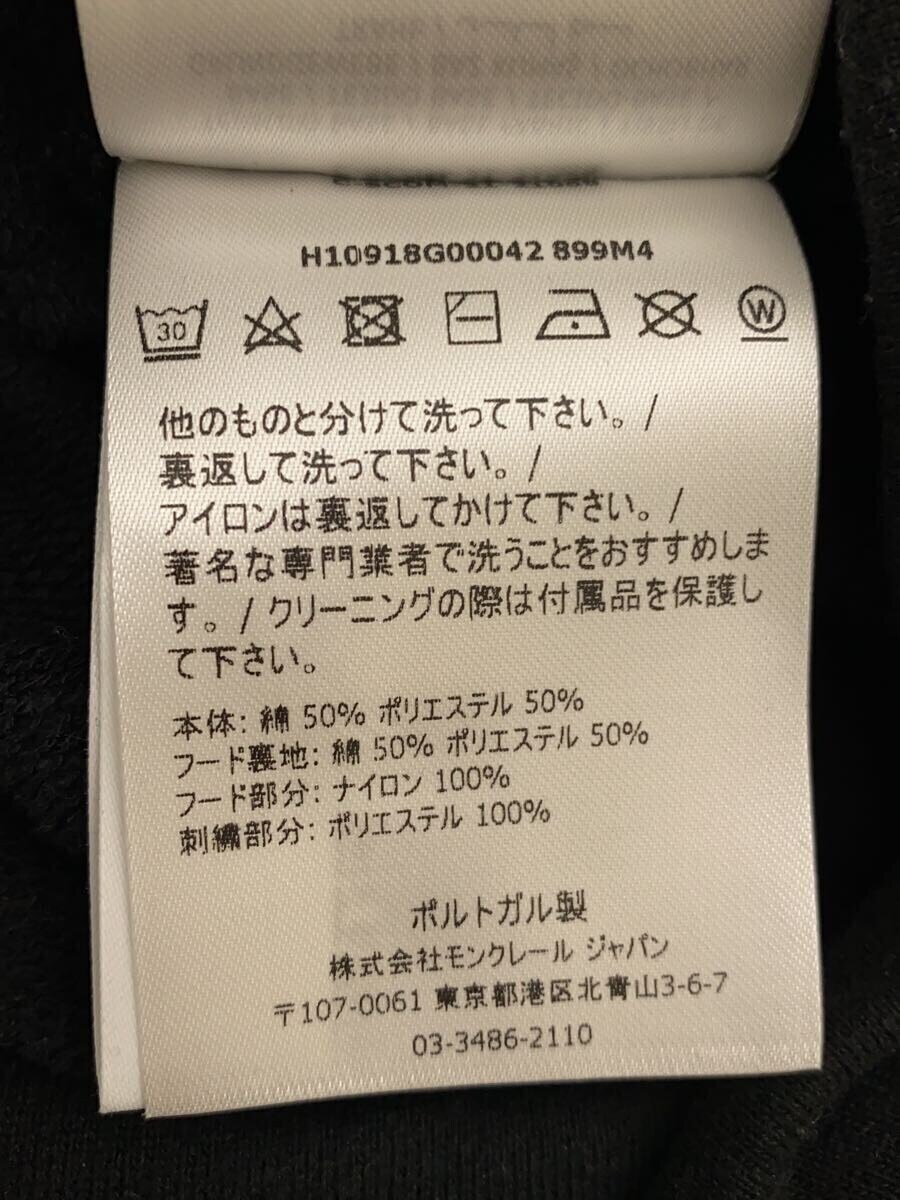 H10918G00042 899M4
30
W
他のものと分けて洗って下さい。/
裏返して洗って下さい。/
アイロンは裏返してかけて下さい。/
著名な専門業者で洗うことをおすすめしま
す。/ クリーニングの際は付属品を保護し
て下さい。
本体: 綿 50% ポリエステル 50%
フード裏地: 綿 50% ポリエステル 50%
フード部分: ナイロン 100%
刺繍部分: ポリエステル 100%
ポルトガル製
株式会社モンクレール ジャパン
〒107-0061 東京都港区北青山3-6-7
03-3486-2110